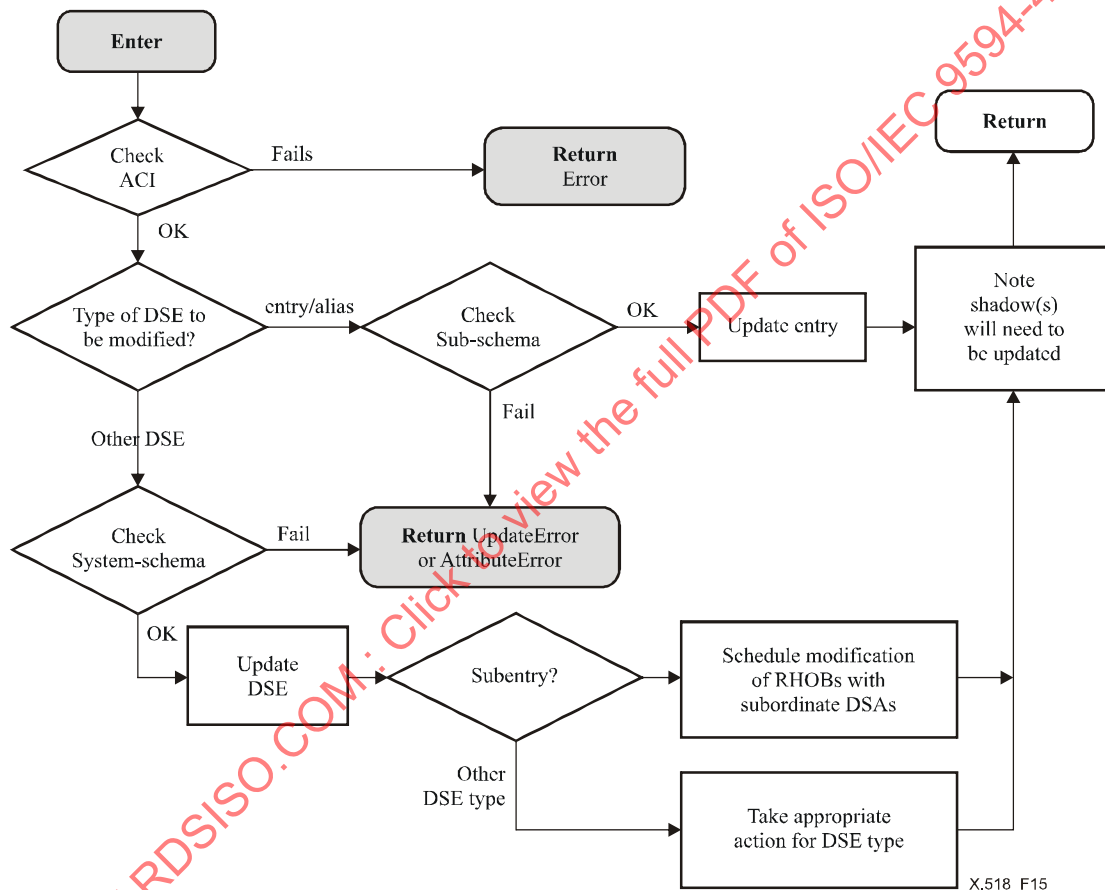 Enter
Check
ACI
Fails
Return
Error
Return
OK
Type of DSE to
be modified?
entry/alias
Check
Sub-schema
OK
Update entry
Note
shadow(s)
will need to
be updated
Fail
Other DSE
Check
System-schema
Fail
Return UpdateError
or AttributeError
OK
Update
DSE
Subentry?
Schedule modification
of RHOBs with
subordinate DSAs
Other
DSE type
Take appropriate
action for DSE type
X.518_F15
RDSISO.COM : Click to view the full PDF of ISO/IEC 9594-4